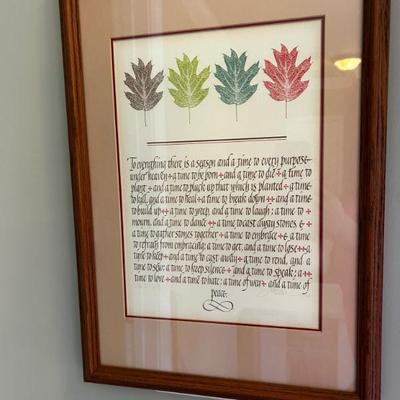 To everything there is a season and a time to every purpose
under heaven + a time to be born + and a time to die + a time to
plant + and a time to pluck up that which is planted + a time
to kill, and a time to heal + a time to break down + and a time
to build up + a time to weep, and a time to laugh; a time to
mourn, and a time to dance + a time to cast away stones, &
a time to gather stones together + a time to embrace + & a time
to refrain from embracing; a time to get, and a time to lose + a
time to keep + and a time to cast away + a time to rend, and a
time to sew; a time to keep silence + and a time to speak; a
time to love + and a time to hate: a time of war + and a time of
peace.